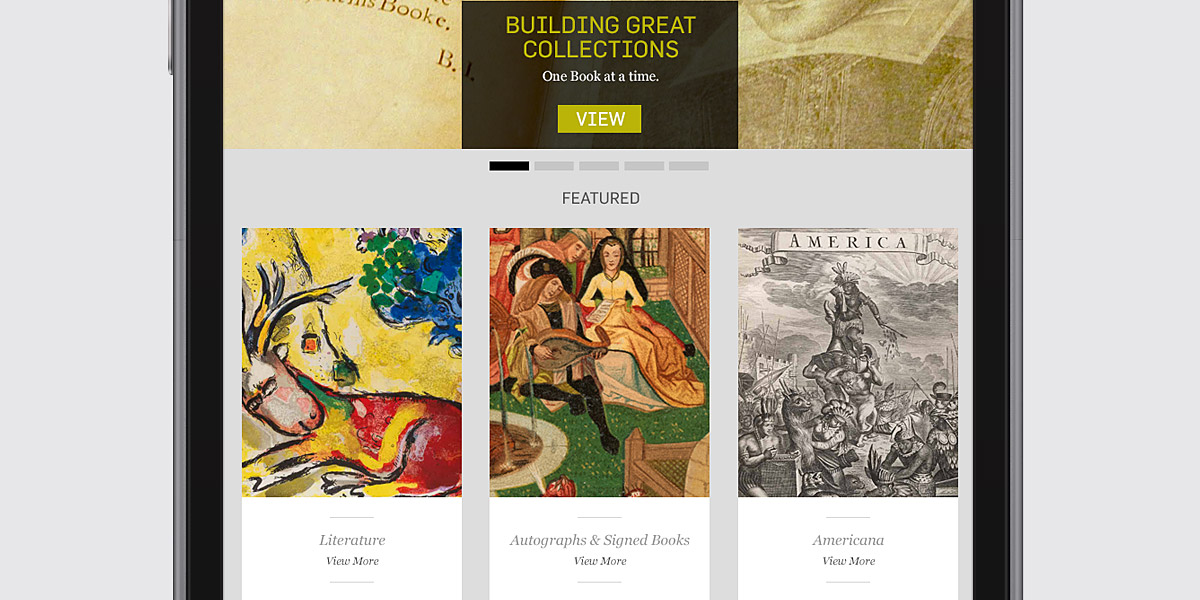 Booke.
B. I.
BUILDING GREAT
COLLECTIONS
One Book at a time.
VIEW
FEATURED
AMERICA
Literature
View More
Autographs & Signed Books
View More
Americana
View More